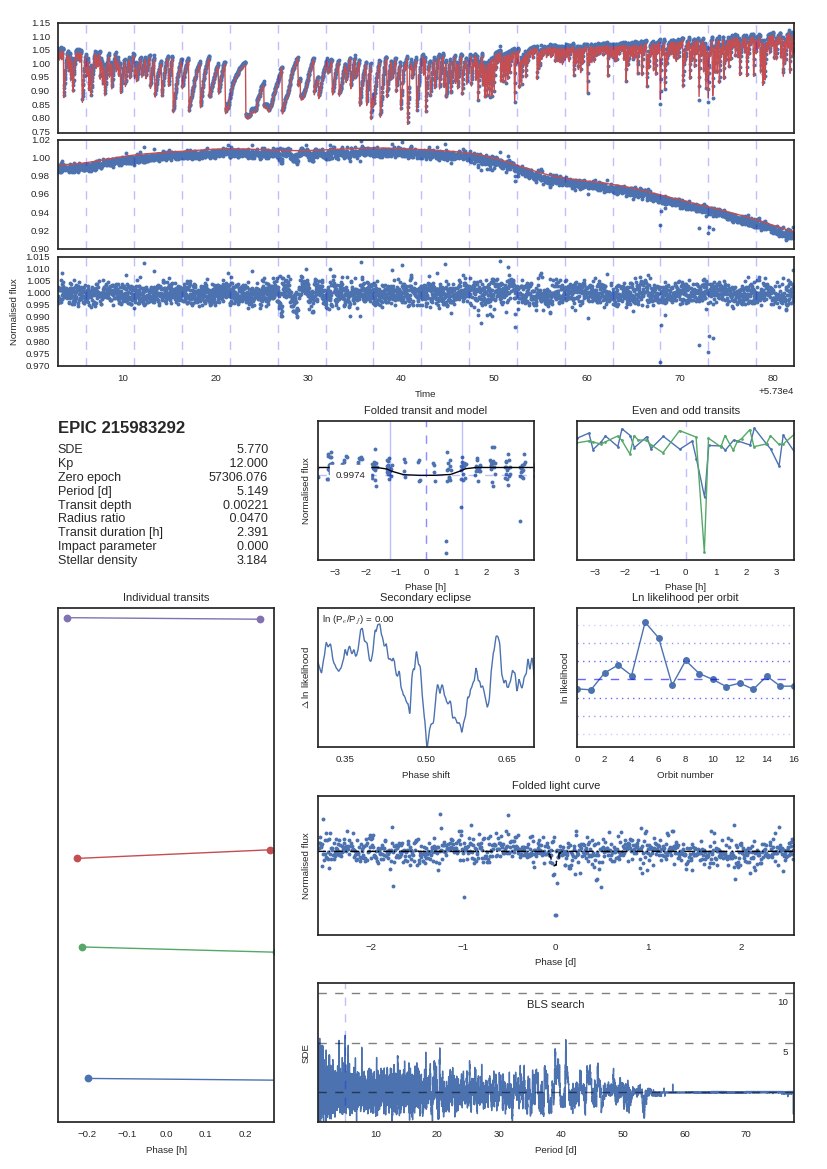 1.15
1.10
1.05
1.00
0.95
0.90
0.85
0.80
0.75
1.02
1.00
0.98
0.96
0.94
0.92
0.90
1.015
1.010
1.005
1.000
0.995
0.990
0.985
0.980
0.975
0.970
Normalised flux
10 20 30 40 50 60 70 80
Time
+5.73e4
EPIC 215983292
SDE 5.770
Kp 12.000
Zero epoch 57306.076
Period [d] 5.149
Transit depth 0.00221
Radius ratio 0.0470
Transit duration [h] 2.391
Impact parameter 0.000
Stellar density 3.184
Folded transit and model
Normalised flux
0.9974
−3 −2 −1 0 1 2 3
Phase [h]
Even and odd transits
−3 −2 −1 0 1 2 3
Phase [h]
Individual transits
−0.2 −0.1 0.0 0.1 0.2
Phase [h]
Secondary eclipse
Δ ln likelihood
0.35 0.50 0.65
Phase shift
Ln likelihood per orbit
ln likelihood
0 2 4 6 8 10 12 14 16
Orbit number
Folded light curve
Normalised flux
−2 −1 0 1 2
Phase [d]
BLS search
SDE
10
5
10 20 30 40 50 60 70
Period [d]